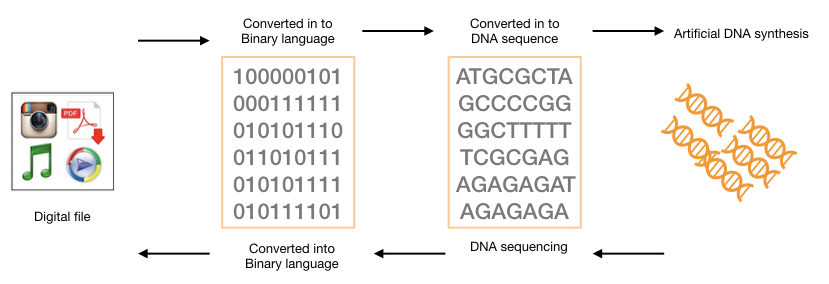 Converted in to
Binary language
Converted in to
DNA sequence
Artificial DNA synthesis
100000101
000111111
010101110
011010111
010101111
010111101
ATGCGCTA
GCCCCGG
GGCTTTTT
TCGCGAG
AGAGAGAT
AGAGAGA
PDF
Digital file
Converted into
Binary language
DNA sequencing